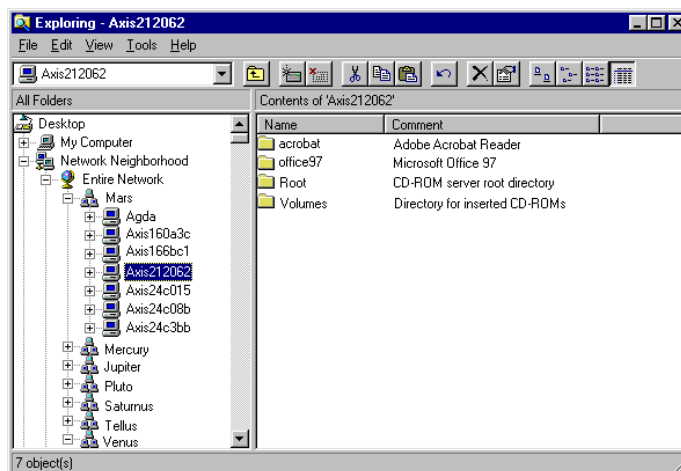 Exploring - Axis212062
File Edit View Tools Help
Axis212062
All Folders
Contents of 'Axis212062'
Desktop
My Computer
Network Neighborhood
Entire Network
Mars
Agda
Axis160a3c
Axis166bc1
Axis212062
Axis24c015
Axis24c08b
Axis24c3bb
Mercury
Jupiter
Pluto
Saturnus
Tellus
Venus
Name Comment
acrobat Adobe Acrobat Reader
office97 Microsoft Office 97
Root CD-ROM server root directory
Volumes Directory for inserted CD-ROMs
7 object(s)